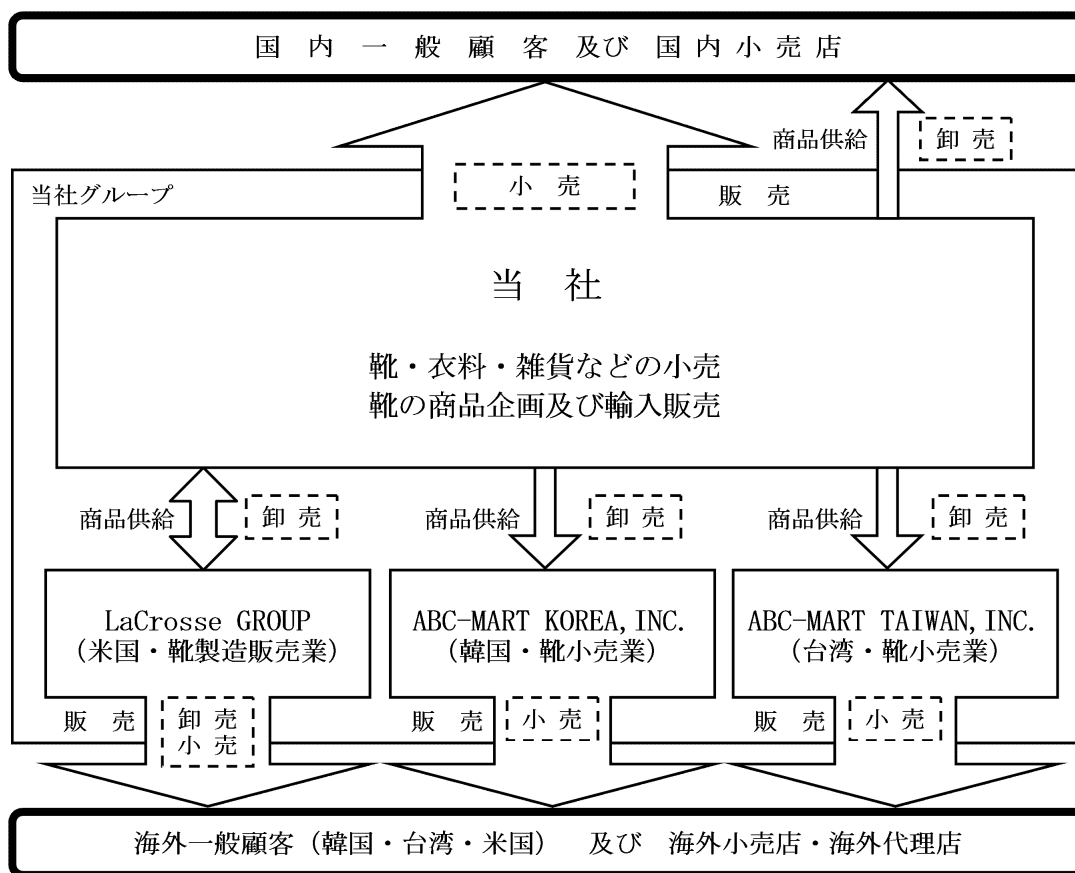 国内一般顧客及び国内小売店
商品供給
卸売
当社グループ
小売
販売
当社
靴・衣料・雑貨などの小売
靴の商品企画及び輸入販売
商品供給
卸売
商品供給
卸売
商品供給
卸売
LaCrosse GROUP
(米国・靴製造販売業)
ABC-MART KOREA,INC.
(韓国・靴小売業)
ABC-MART TAIWAN,INC.
(台湾・靴小売業)
販売
卸売
小売
販売
小売
販売
小売
海外一般顧客(韓国・台湾・米国) 及び 海外小売店・海外代理店